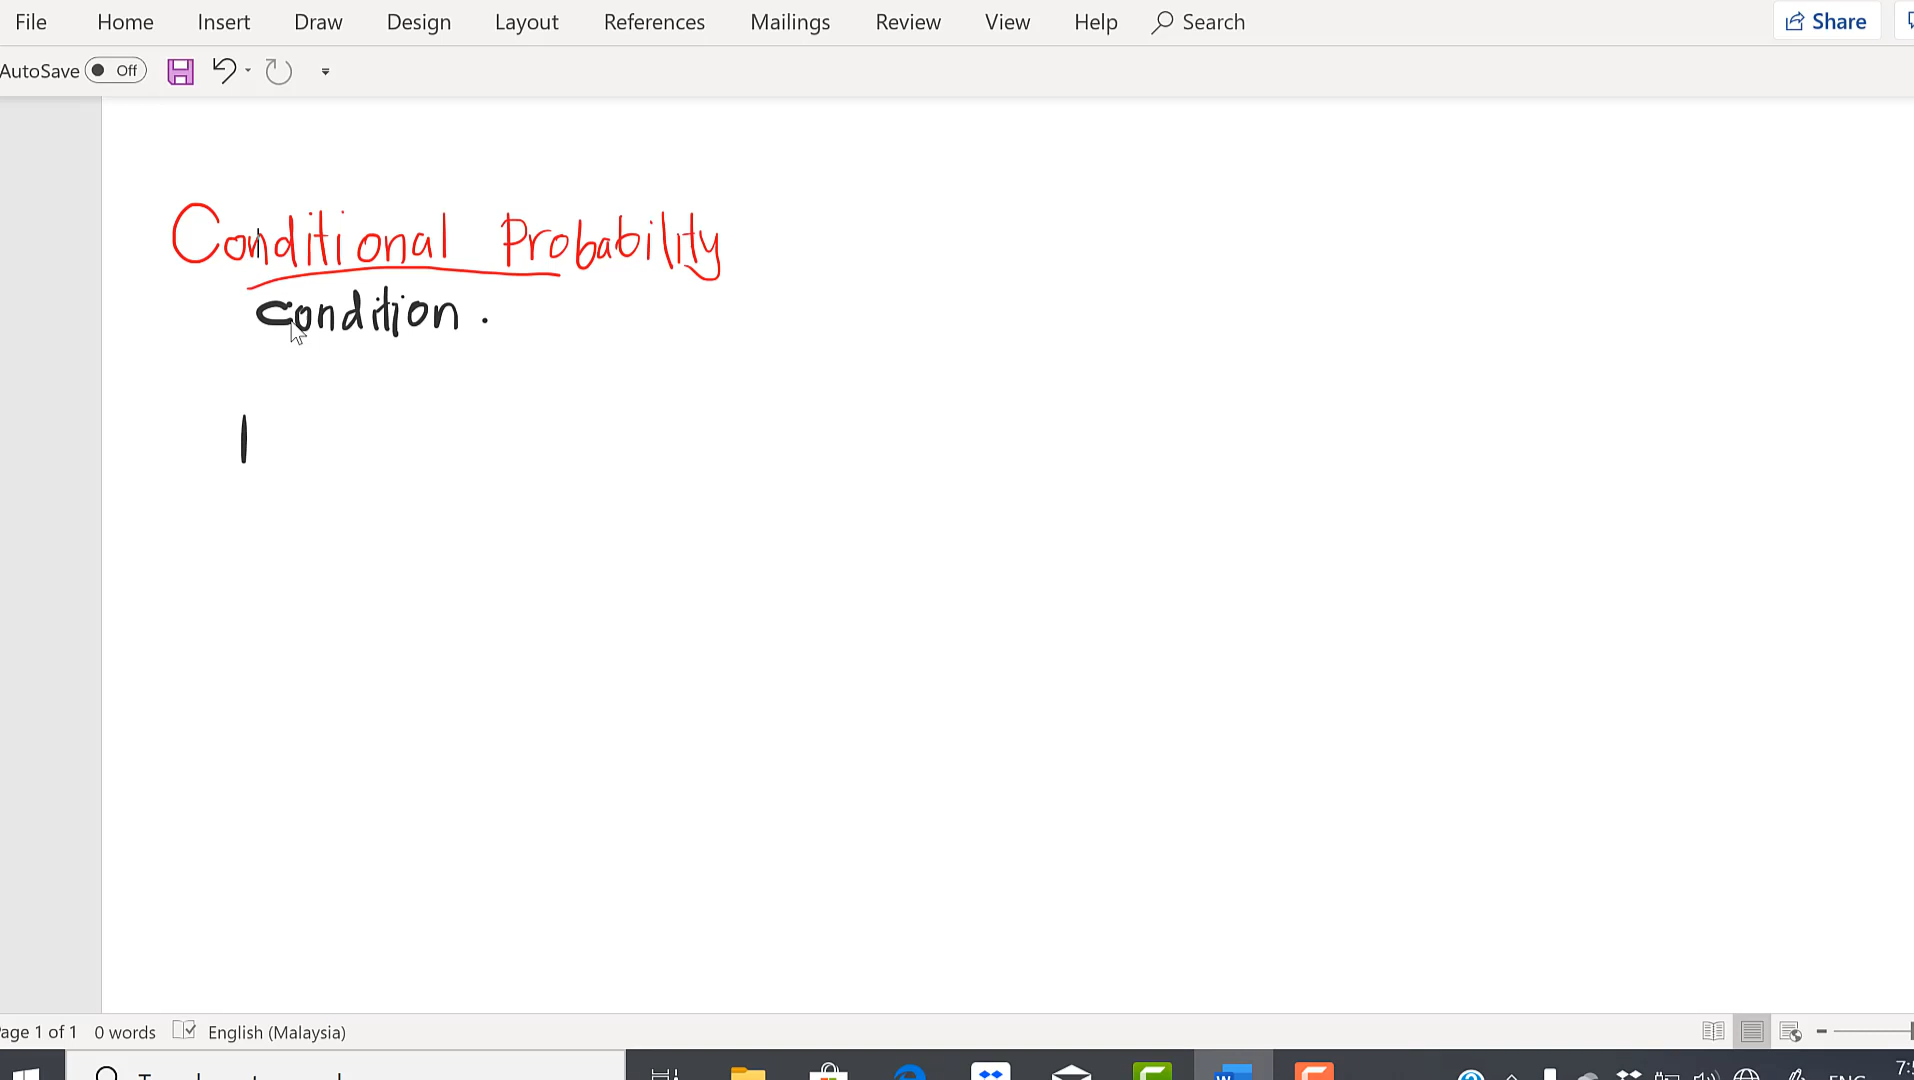 File Home Insert Draw Design Layout References Mailings Review View Help Search Share
AutoSave Off
Conditional Probability
condition .
|
age 1 of 1 0 words English (Malaysia)